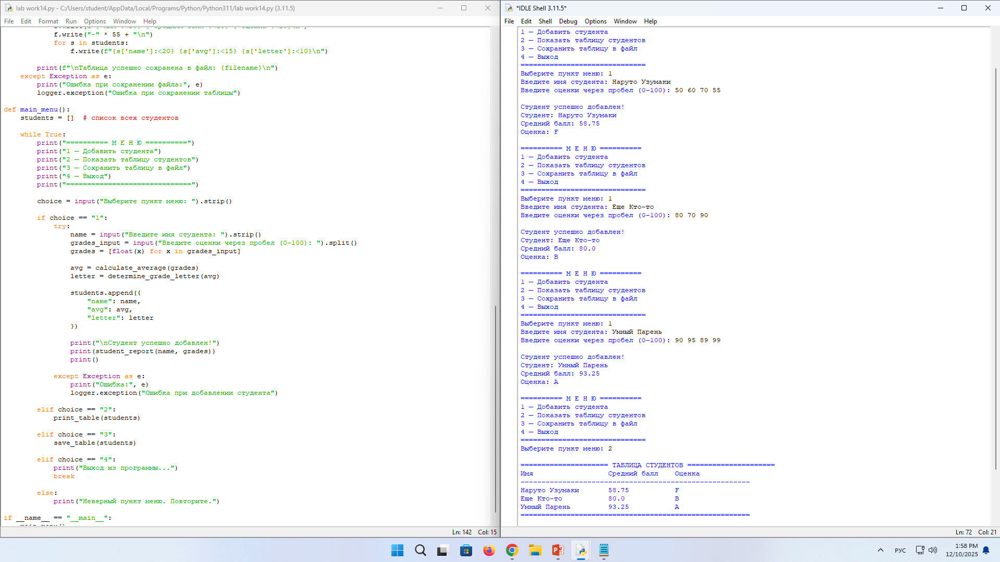 lab work14.py - C:/Users/student/AppData/Local/Programs/Python/Python311/lab work14.py (3.11.5)
File Edit Format Run Options Window Help
f.write("-" * 55 + "\n")
for s in students:
f.write(f"{s['name']:<20} {s['avg']:<15} {s['letter']:<10}\n")
print(f"\nТаблица успешно сохранена в файл: {filename}\n")
except Exception as e:
print("Ошибка при сохранении файла:", e)
logger.exception("Ошибка при сохранении таблицы")
def main_menu():
students = [] # список всех студентов
while True:
print("========== М Е Н Ю ==========")
print("1 — Добавить студента")
print("2 — Показать таблицу студентов")
print("3 — Сохранить таблицу в файл")
print("4 — Выход")
print("==============================")
choice = input("Выберите пункт меню: ").strip()
if choice == "1":
try:
name = input("Введите имя студента: ").strip()
grades_input = input("Введите оценки через пробел (0-100): ").split()
grades = [float(x) for x in grades_input]
avg = calculate_average(grades)
letter = determine_grade_letter(avg)
students.append({
"name": name,
"avg": avg,
"letter": letter
})
print("\nСтудент успешно добавлен!")
print(student_report(name, grades))
print()
except Exception as e:
print("Ошибка:", e)
logger.exception("Ошибка при добавлении студента")
elif choice == "2":
print_table(students)
elif choice == "3":
save_table(students)
elif choice == "4":
print("Выход из программы...")
break
else:
print("Неверный пункт меню. Повторите.")
if __name__ == "__main__":
Ln: 142 Col: 15
*IDLE Shell 3.11.5*
File Edit Shell Debug Options Window Help
1 — Добавить студента
2 — Показать таблицу студентов
3 — Сохранить таблицу в файл
4 — Выход
==============================
Выберите пункт меню: 1
Введите имя студента: Наруто Узумаки
Введите оценки через пробел (0-100): 50 60 70 55
Студент успешно добавлен!
Студент: Наруто Узумаки
Средний балл: 58.75
Оценка: F
========== М Е Н Ю ==========
1 — Добавить студента
2 — Показать таблицу студентов
3 — Сохранить таблицу в файл
4 — Выход
==============================
Выберите пункт меню: 1
Введите имя студента: Еще Кто-то
Введите оценки через пробел (0-100): 80 70 90
Студент успешно добавлен!
Студент: Еще Кто-то
Средний балл: 80.0
Оценка: B
========== М Е Н Ю ==========
1 — Добавить студента
2 — Показать таблицу студентов
3 — Сохранить таблицу в файл
4 — Выход
==============================
Выберите пункт меню: 1
Введите имя студента: Умный Парень
Введите оценки через пробел (0-100): 90 95 89 99
Студент успешно добавлен!
Студент: Умный Парень
Средний балл: 93.25
Оценка: A
========== М Е Н Ю ==========
1 — Добавить студента
2 — Показать таблицу студентов
3 — Сохранить таблицу в файл
4 — Выход
==============================
Выберите пункт меню: 2
===================== ТАБЛИЦА СТУДЕНТОВ =====================
Имя Средний балл Оценка
-------------------------------------------------------
Наруто Узумаки 58.75 F
Еще Кто-то 80.0 B
Умный Парень 93.25 A
=======================================================
Ln: 72 Col: 21
РУС
1:58 PM
12/10/2025